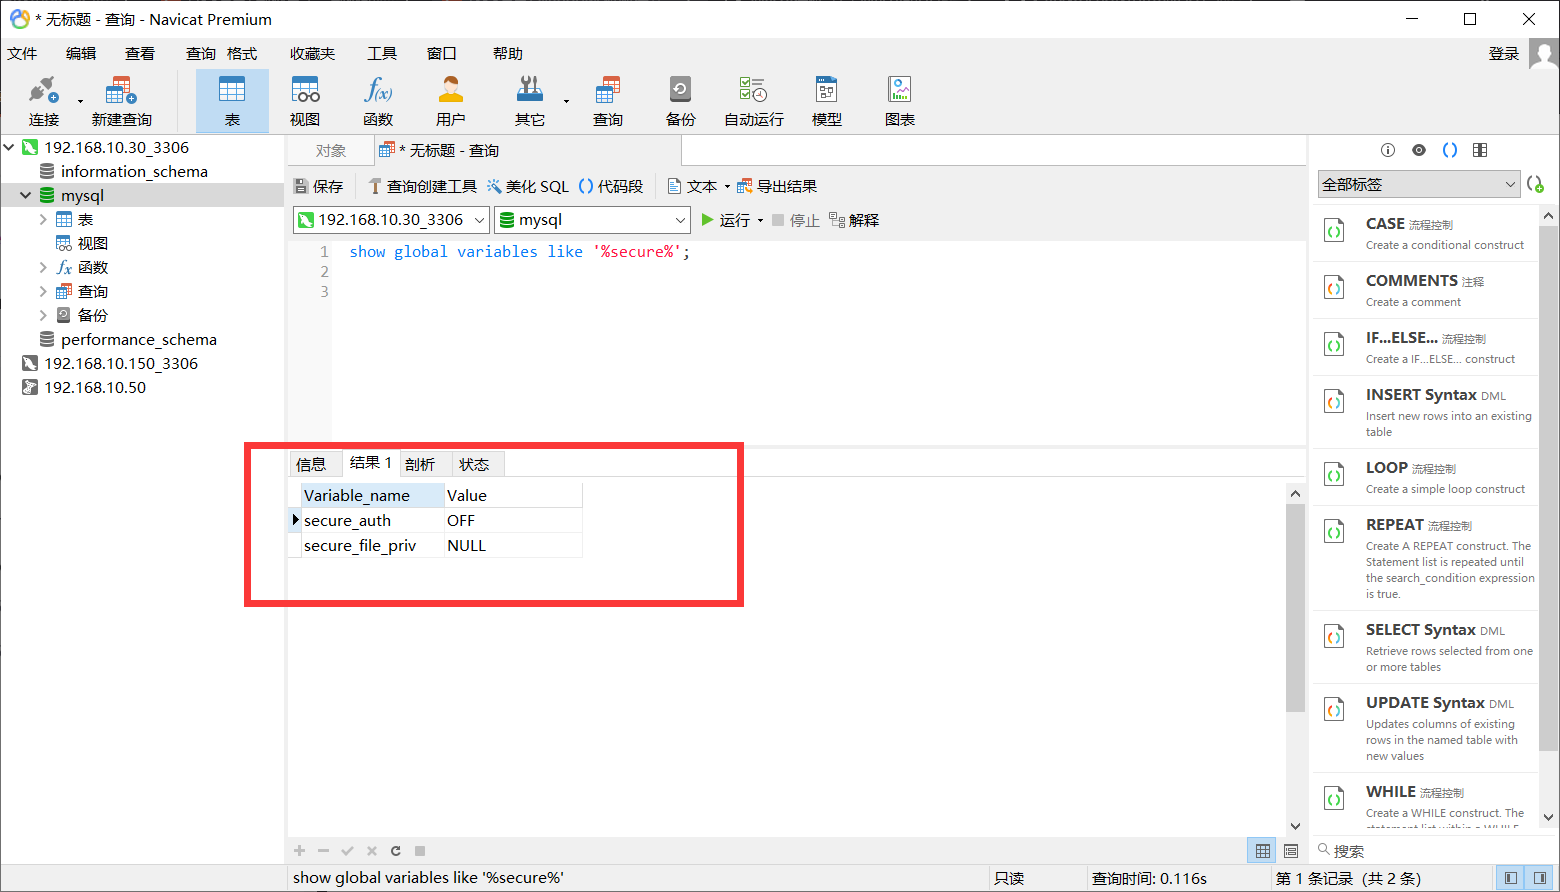 * 无标题 - 查询 - Navicat Premium
文件 编辑 查看 查询 格式 收藏夹 工具 窗口 帮助 登录
连接 新建查询 表 视图 函数 用户 其它 查询 备份 自动运行 模型 图表
192.168.10.30_3306
information_schema
mysql
表
视图
函数
查询
备份
performance_schema
192.168.10.150_3306
192.168.10.50
对象 * 无标题 - 查询
保存 查询创建工具 美化 SQL () 代码段 文本 导出结果
192.168.10.30_3306 mysql 运行 停止 解释
1 show global variables like '%secure%';
2
3
信息 结果 1 剖析 状态
Variable_name Value
secure_auth OFF
secure_file_priv NULL
全部标签
CASE 流程控制
Create a conditional construct
COMMENTS 注释
Create a comment
IF...ELSE... 流程控制
Create a IF...ELSE... construct
INSERT Syntax DML
Insert new rows into an existing
table
LOOP 流程控制
Create a simple loop construct
REPEAT 流程控制
Create A REPEAT construct. The
Statement list is repeated until
the search_condition expression
is true.
SELECT Syntax DML
Retrieve rows selected from one
or more tables
UPDATE Syntax DML
Updates columns of existing
rows in the named table with
new values
WHILE 流程控制
Create a WHILE construct. The
statement list within a WHILE
搜索
show global variables like '%secure%' 只读 查询时间: 0.116s 第 1 条记录 (共 2 条)